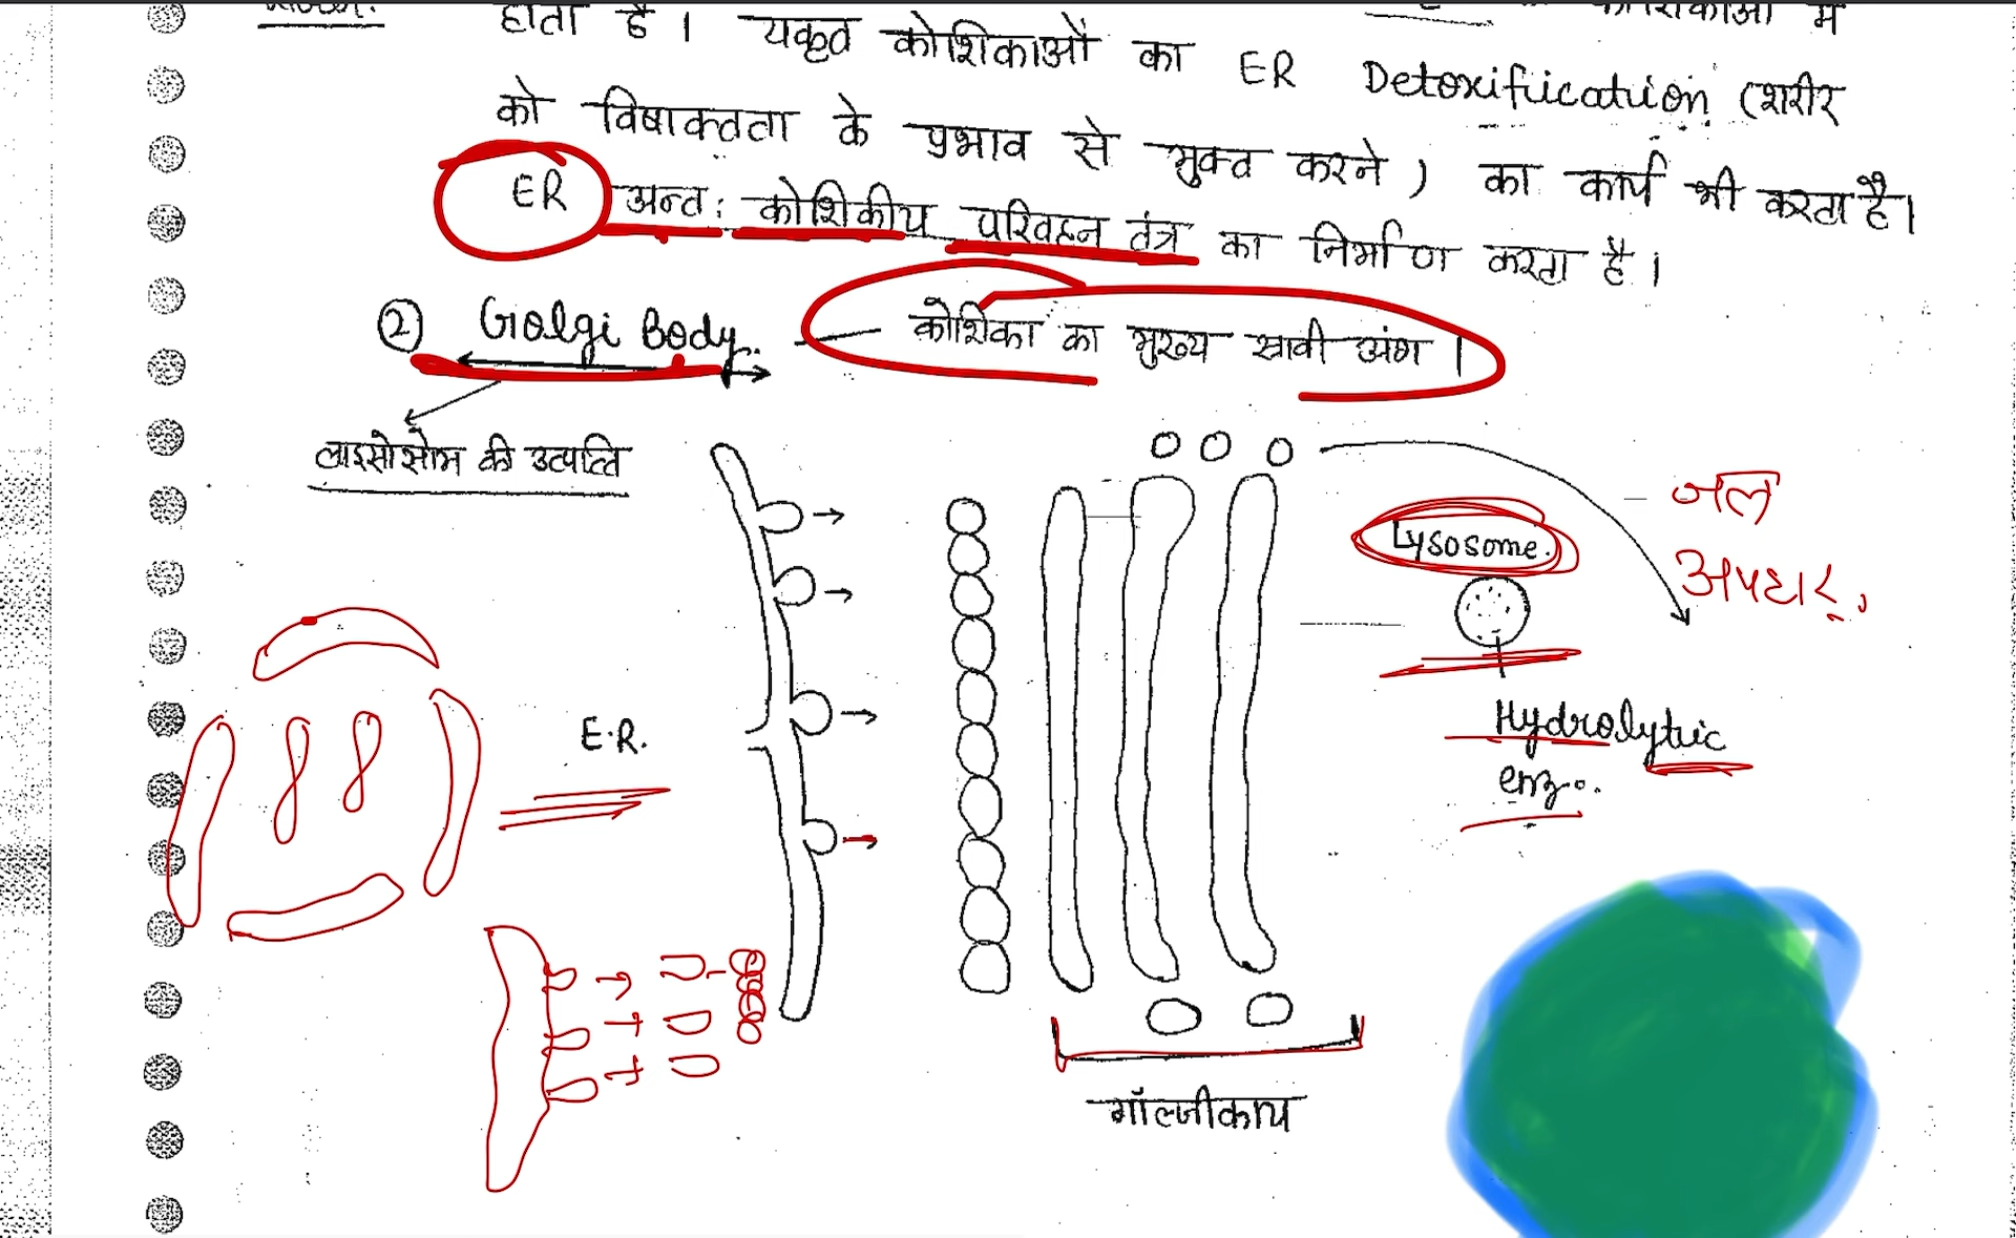 होता है । यकृत कोशिकाओं का ER Detoxification (शरीर
को विषाक्तता के प्रभाव से मुक्त करने) का कार्य भी करता है।
ER अन्तः कोशिकीय परिवहन तंत्र का निर्माण करता है ।
② Golgi Body — कोशिका का मुख्य स्रावी अंग ।
लाइसोसोम की उत्पत्ति
जल
Lysosome.
अपघटन
E.R.
Hydrolytic
enz..
गॉल्जीकाय